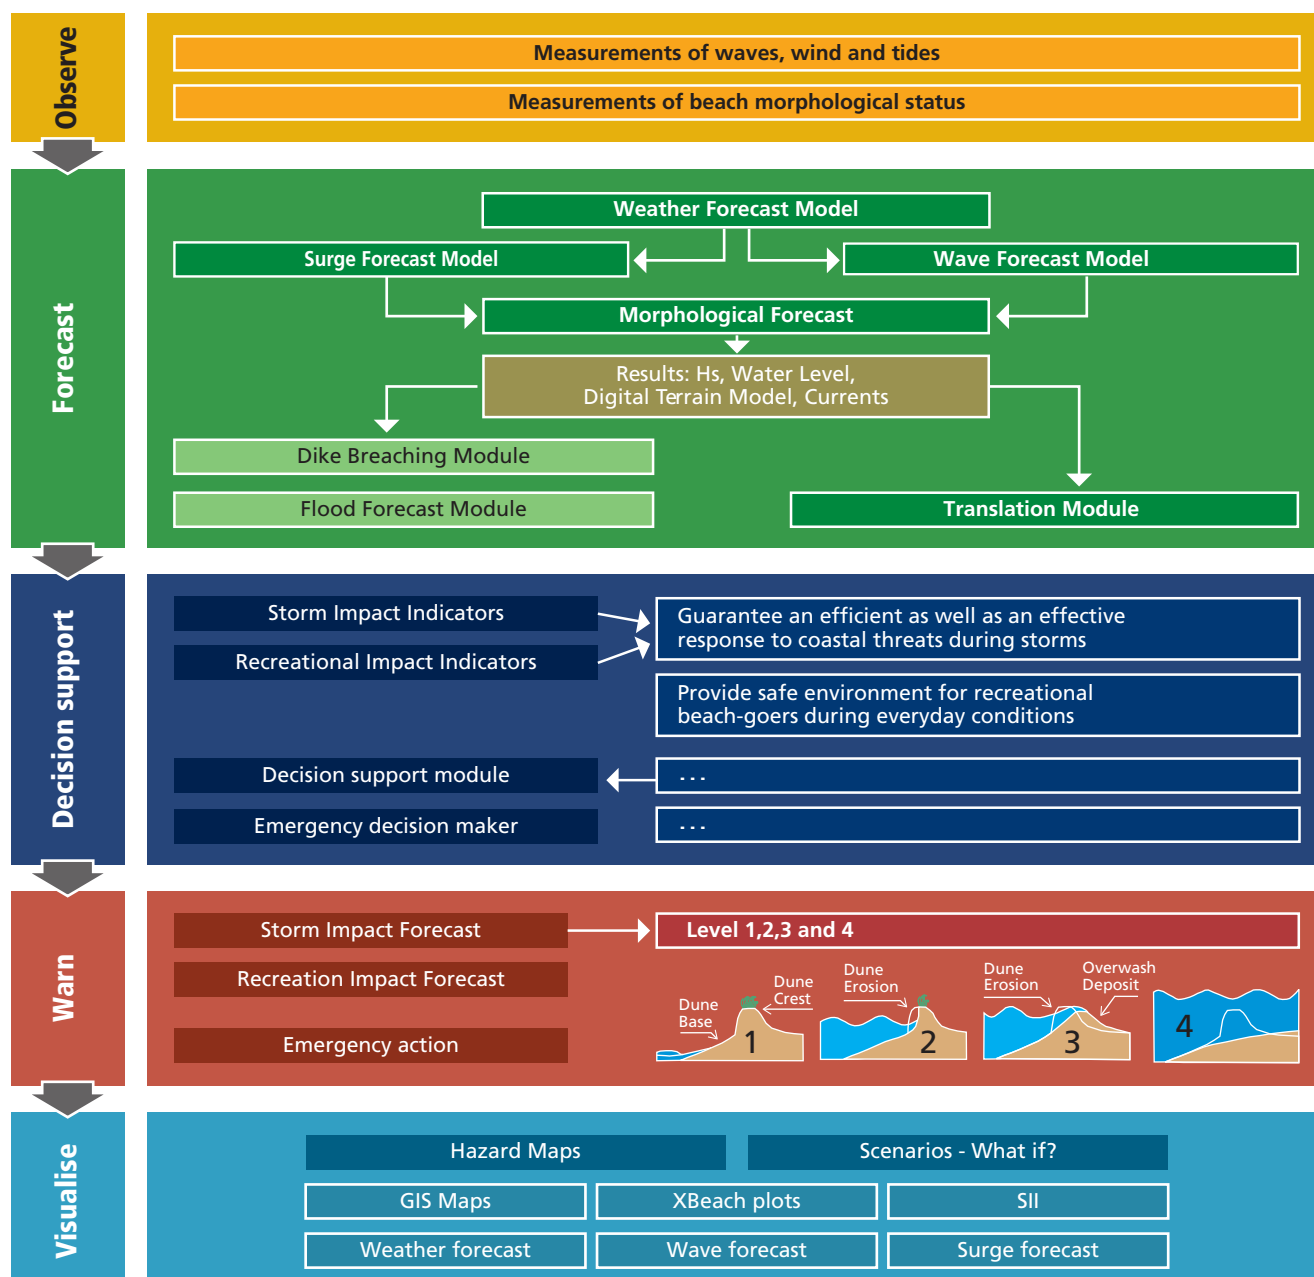 Observe
Measurements of waves, wind and tides
Measurements of beach morphological status
Forecast
Weather Forecast Model
Surge Forecast Model
Wave Forecast Model
Morphological Forecast
Results: Hs, Water Level,
Digital Terrain Model, Currents
Dike Breaching Module
Flood Forecast Module
Translation Module
Decision support
Storm Impact Indicators
Recreational Impact Indicators
Guarantee an efficient as well as an effective
response to coastal threats during storms
Provide safe environment for recreational
beach-goers during everyday conditions
Decision support module
...
Emergency decision maker
...
Warn
Storm Impact Forecast
Level 1,2,3 and 4
Recreation Impact Forecast
Emergency action
Dune
Base
Dune
Crest
1
Dune
Erosion
2
Dune
Erosion
Overwash
Deposit
3
4
Visualise
Hazard Maps
Scenarios - What if?
GIS Maps
XBeach plots
SII
Weather forecast
Wave forecast
Surge forecast